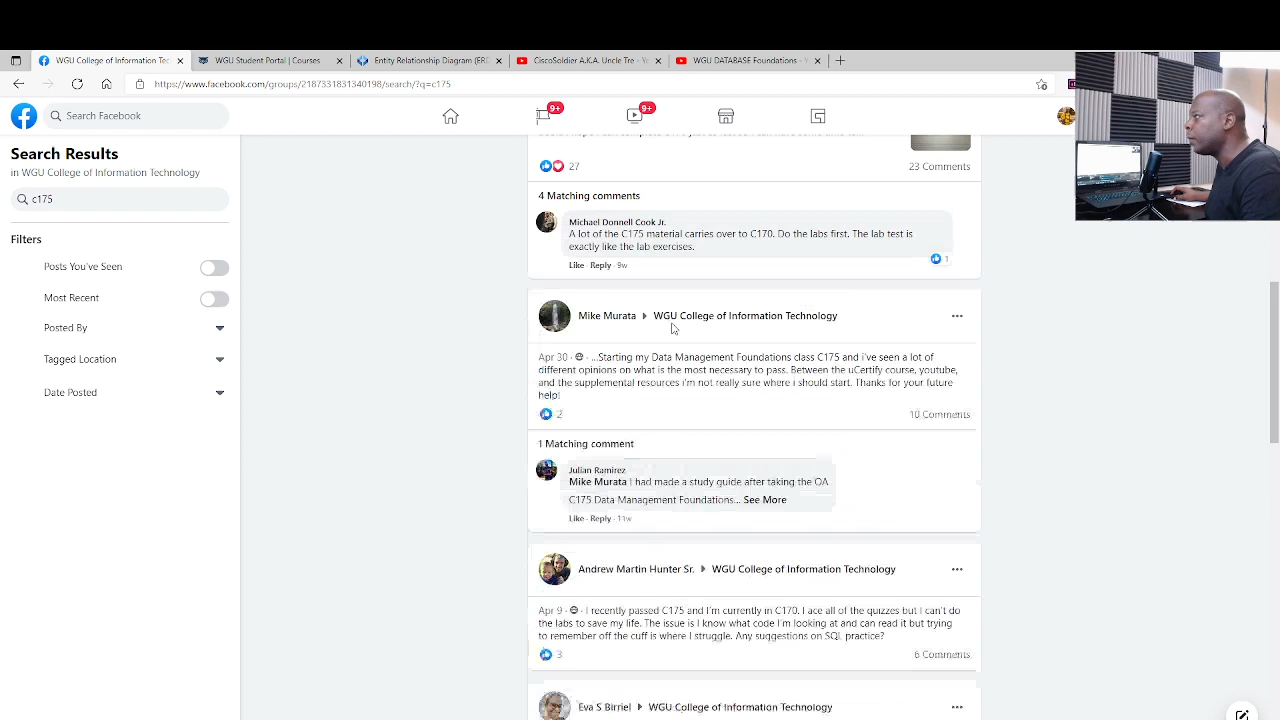 WGU College of Information Tec
WGU Student Portal | Courses
Entity Relationship Diagram (ERD
CiscoSoldier A.K.A. Uncle Tre - Yo
WGU DATABASE Foundations - Y
https://www.facebook.com/groups/2187331831340198/search/?q=c175
Search Facebook
9+
9+
Search Results
in WGU College of Information Technology
c175
Filters
Posts You've Seen
Most Recent
Posted By
Tagged Location
Date Posted
27
23 Comments
4 Matching comments
Michael Donnell Cook Jr.
A lot of the C175 material carries over to C170. Do the labs first. The lab test is
exactly like the lab exercises.
Like · Reply · 9w
1
Mike Murata WGU College of Information Technology
Apr 30 · ...Starting my Data Management Foundations class C175 and i've seen a lot of
different opinions on what is the most necessary to pass. Between the uCertify course, youtube,
and the supplemental resources i'm not really sure where i should start. Thanks for your future
help!
2
10 Comments
1 Matching comment
Julian Ramirez
Mike Murata I had made a study guide after taking the OA
C175 Data Management Foundations... See More
Like · Reply · 11w
Andrew Martin Hunter Sr. WGU College of Information Technology
Apr 9 · I recently passed C175 and I'm currently in C170. I ace all of the quizzes but I can't do
the labs to save my life. The issue is I know what code I'm looking at and can read it but trying
to remember off the cuff is where I struggle. Any suggestions on SQL practice?
3
6 Comments
Eva S Birriel WGU College of Information Technology